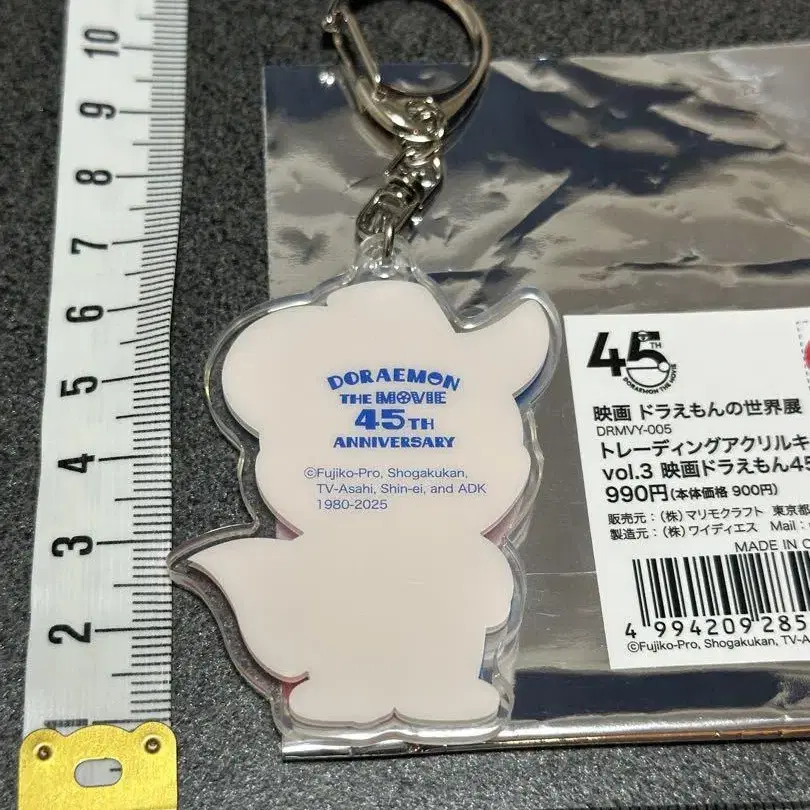 10
9
8
7
6
5
4
3
2
DORAEMON
THE MOVIE
45TH
ANNIVERSARY
©Fujiko-Pro, Shogakukan,
TV-Asahi, Shin-ei, and ADK
1980-2025
45TH
DORAEMON THE MOVIE
映画 ドラえもんの世界展
DRMVY-005
トレーディングアクリルキ
vol.3 映画ドラえもん45
990円(本体価格 900円)
販売元:(株)マリモクラフト 東京都
製造元:(株)ワイディエス Mail:
MADE IN C
4 994209 285
©Fujiko-Pro, Shogakukan, TV-A